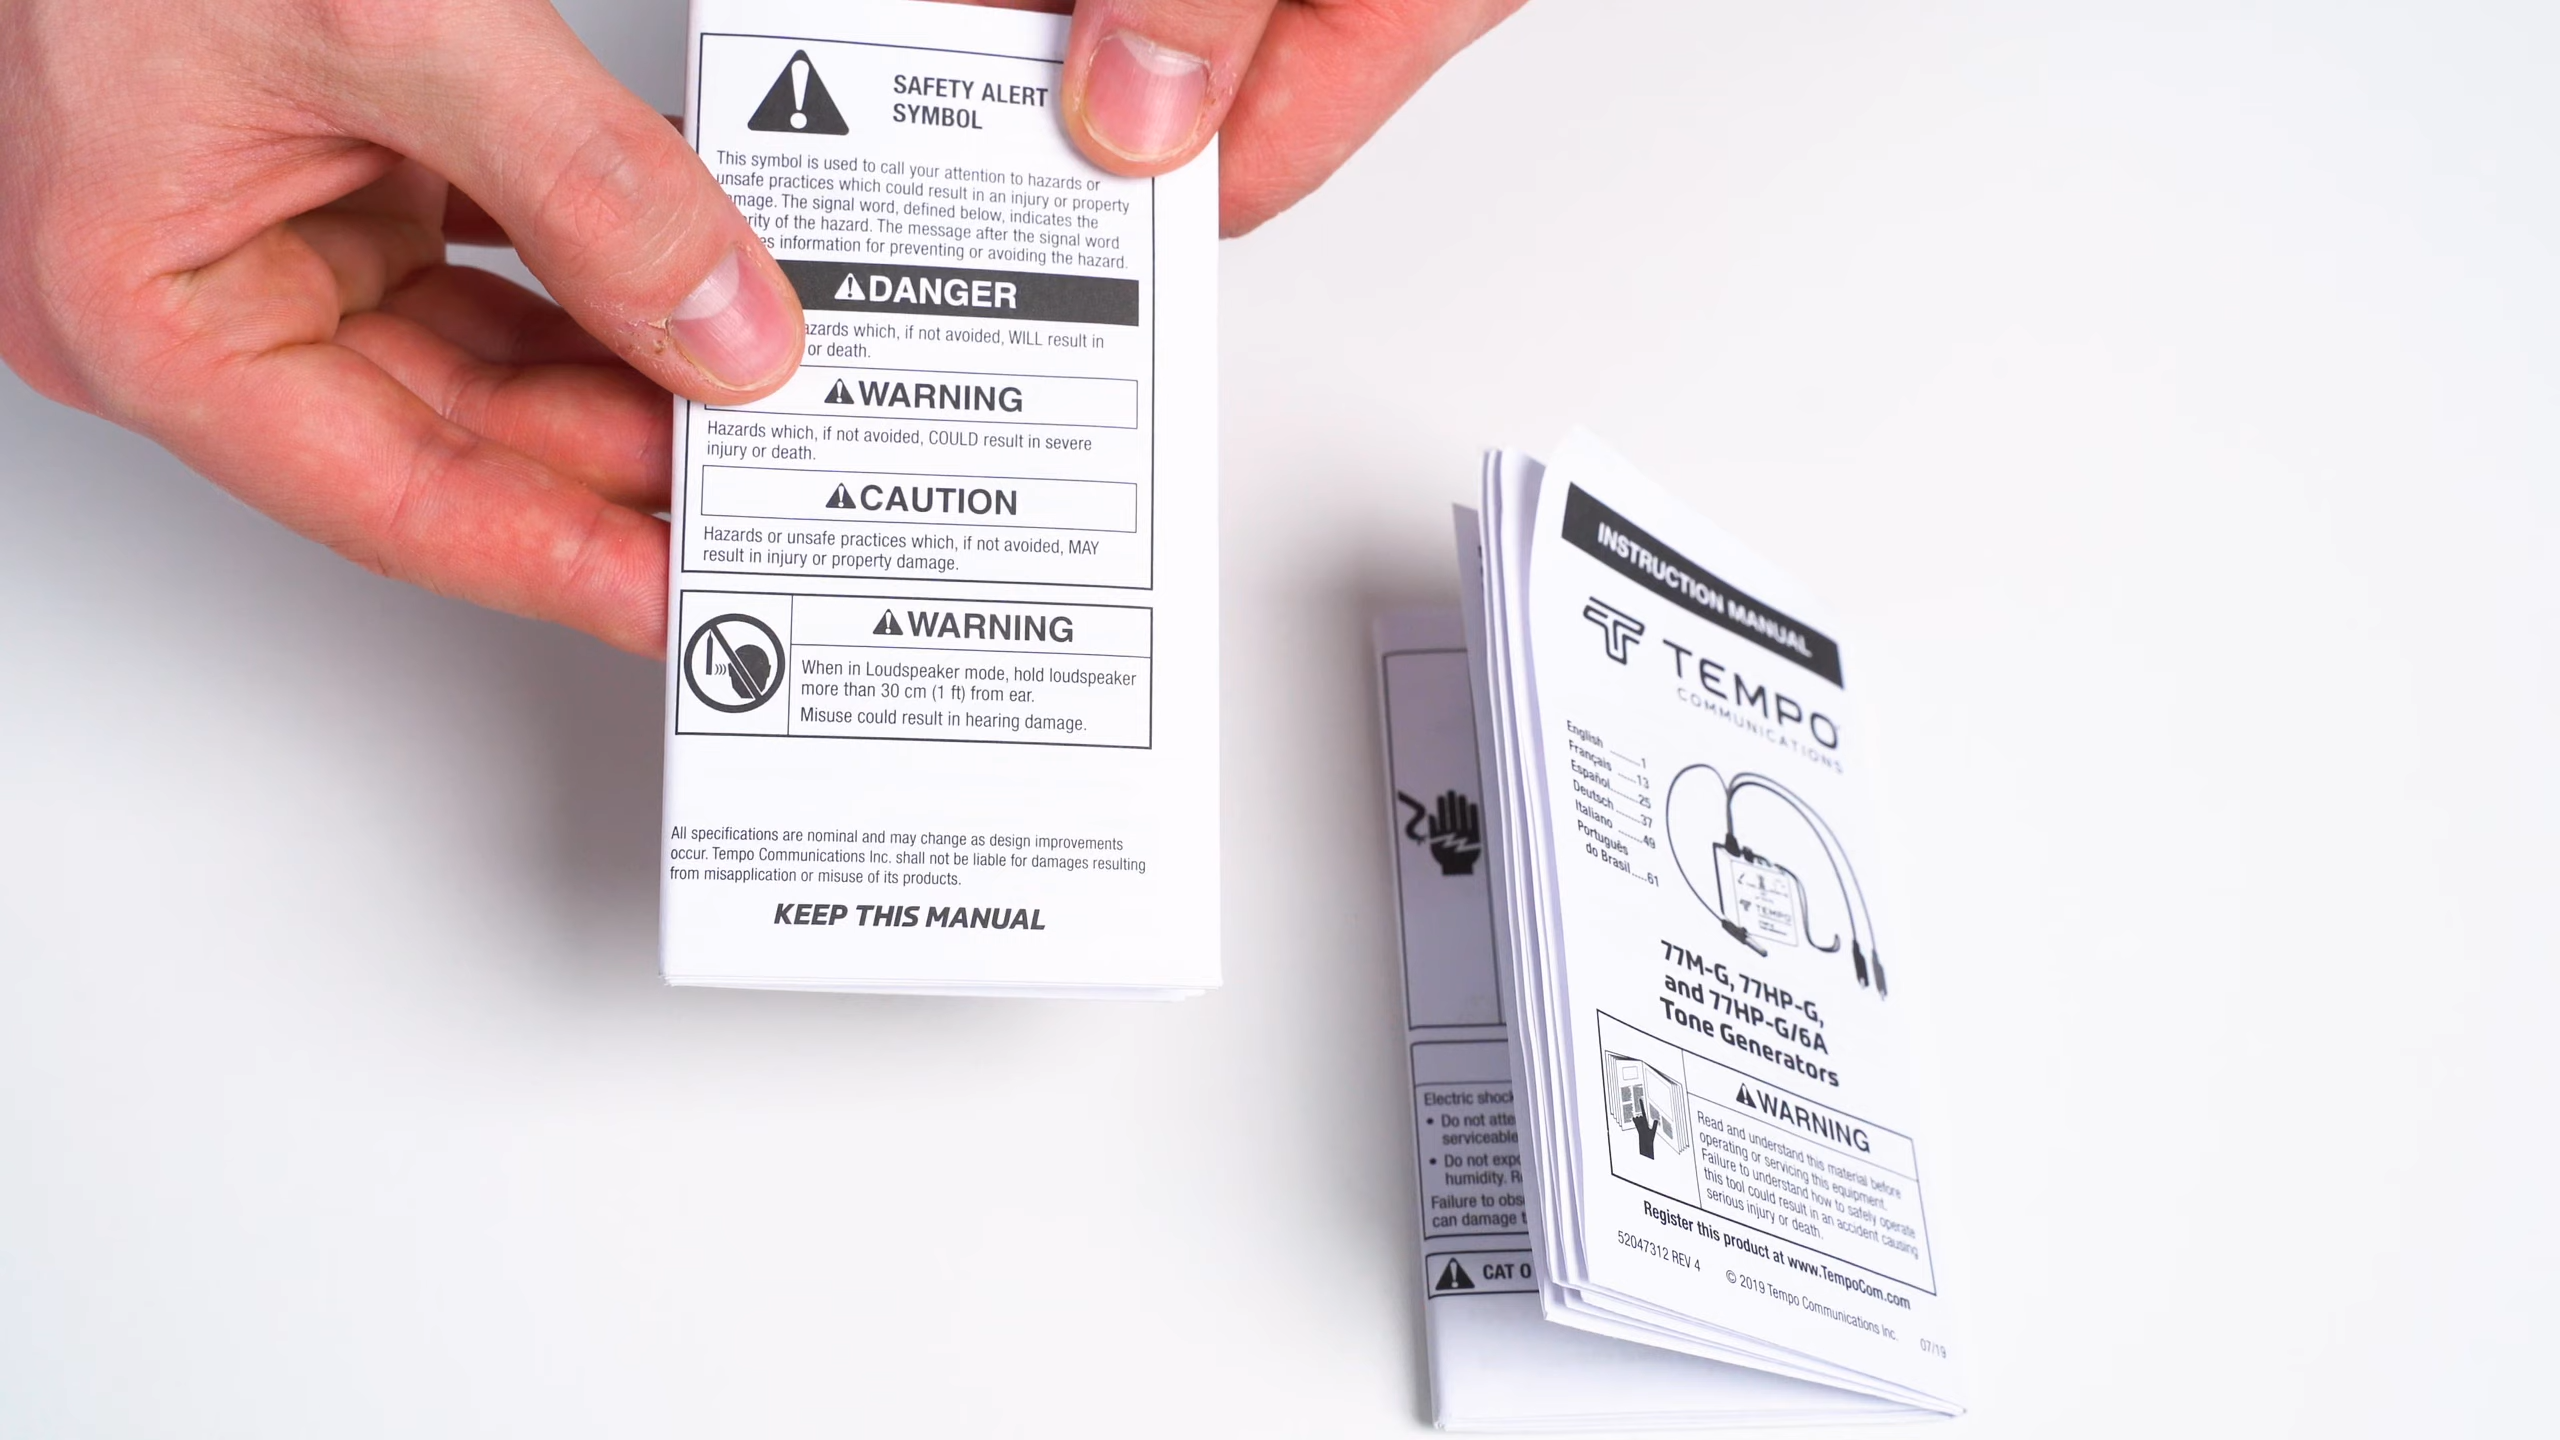 SAFETY ALERT
SYMBOL
This symbol is used to call your attention to hazards or
unsafe practices which could result in an injury or property
The signal word, defined below, indicates the
of the hazard. The message after the signal word
information for preventing or avoiding the hazard.
DANGER
which, if not avoided, WILL result in
or death.
WARNING
Hazards which, if not avoided, COULD result in severe
injury or death.
CAUTION
Hazards or unsafe practices which, if not avoided, MAY
result in injury or property damage.
WARNING
When in Loudspeaker mode, hold loudspeaker
more than 30 cm (1 ft) from ear.
Misuse could result in hearing damage.
All specifications are nominal and may change as design improvements
occur. Tempo Communications Inc. shall not be liable for damages resulting
from misapplication or misuse of its products.
KEEP THIS MANUAL
Electric shock
• Do not
serviceable
• Do not
humidity.
Failure to
can damage
CAT 0
INSTRUCTION MANUAL
TEMPO
COMMUNICATIONS
English ........1
Français .....13
Español........25
Deutsch .....37
Italiano ......49
Português
do Brasil.....61
TEMPO
77M-G, 77HP-G,
and 77HP-G/6A
Tone Generators
WARNING
Read and understand this material before
operating or servicing this equipment.
Failure to understand how to safely operate
this tool could result in an accident causing
serious injury or death.
Register this product at www.TempoCom.com
52047312 REV 4
© 2019 Tempo Communications Inc.
07/19